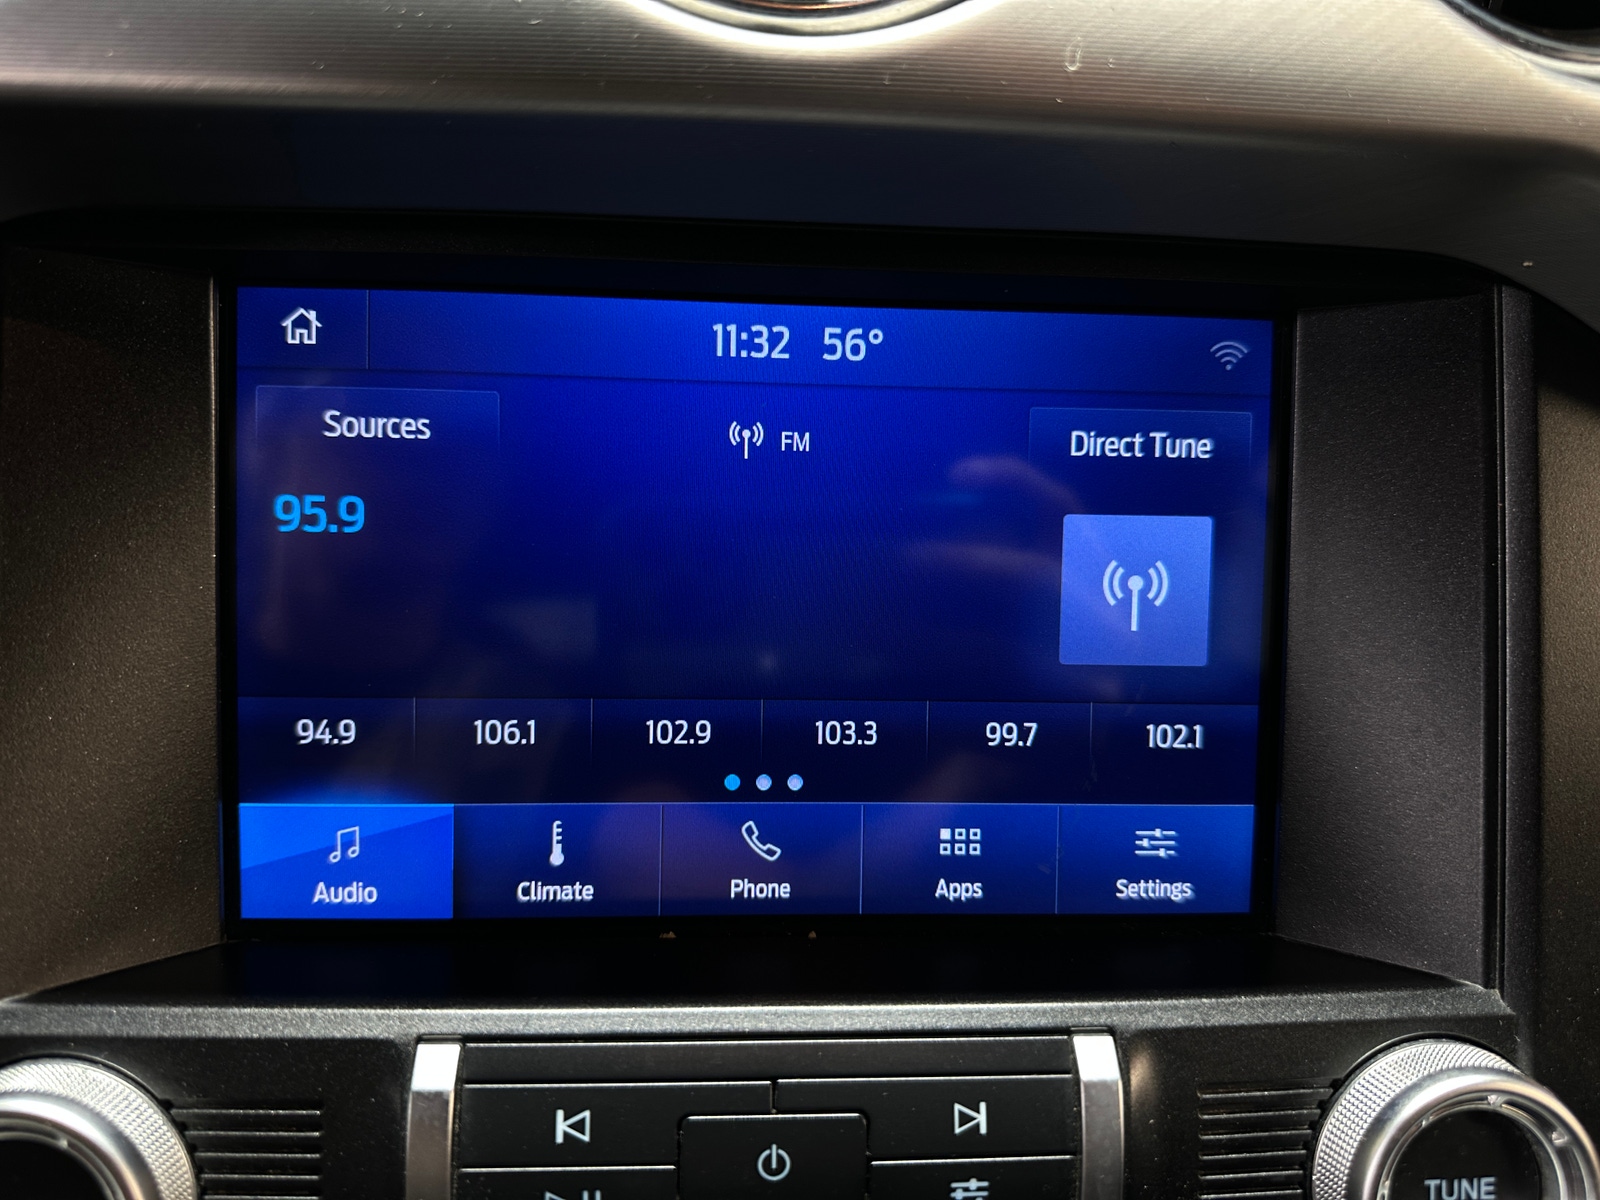 11:32 56°
Sources
FM
Direct Tune
95.9
94.9 106.1 102.9 103.3 99.7 102.1
Audio Climate Phone Apps Settings
TUNE